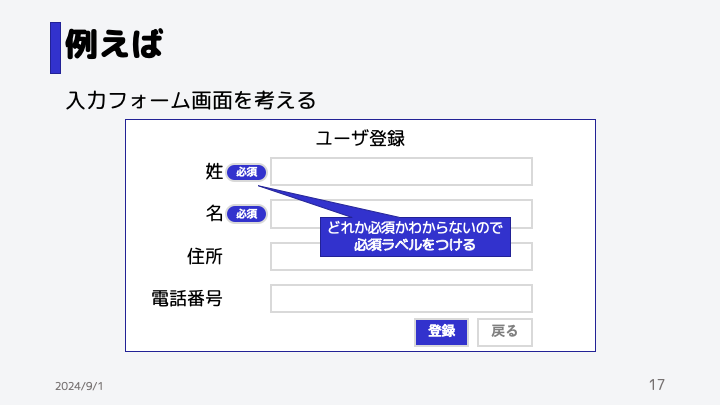 例えば
入力フォーム画面を考える
ユーザ登録
姓 必須
名 必須
どれか必須かわからないので
必須ラベルをつける
住所
電話番号
登録 戻る
2024/9/1 17